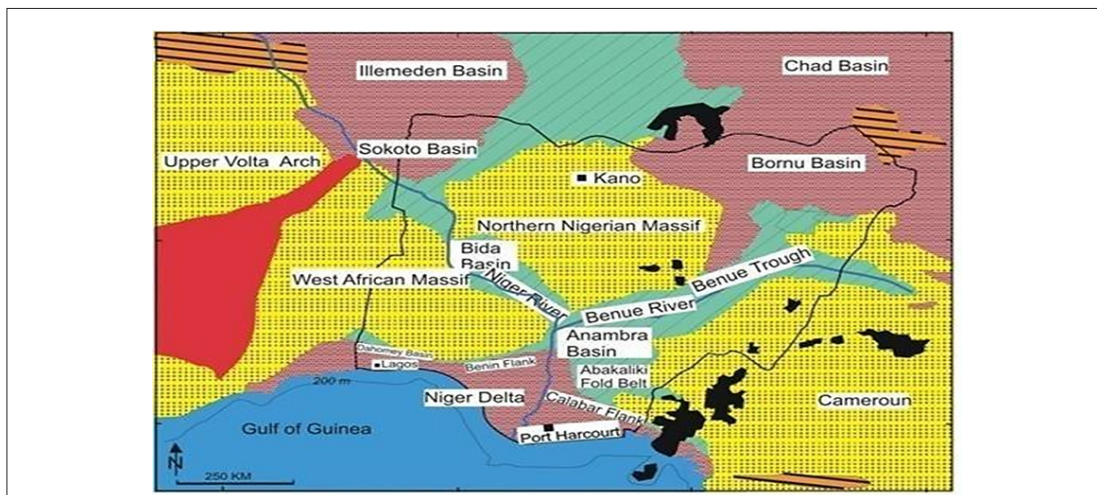 Illemeden Basin
Chad Basin
Sokoto Basin
Upper Volta Arch
Bornu Basin
Kano
Northern Nigerian Massif
Bida
Basin
Benue Trough
West African Massif
Niger River
Benue River
Anambra
Basin
Dahomey Basin
Lagos
Benin Flank
Abakaliki
Fold Belt
200 m
Niger Delta
Calabar Flank
Cameroun
Gulf of Guinea
Port Harcourt
N
250 KM